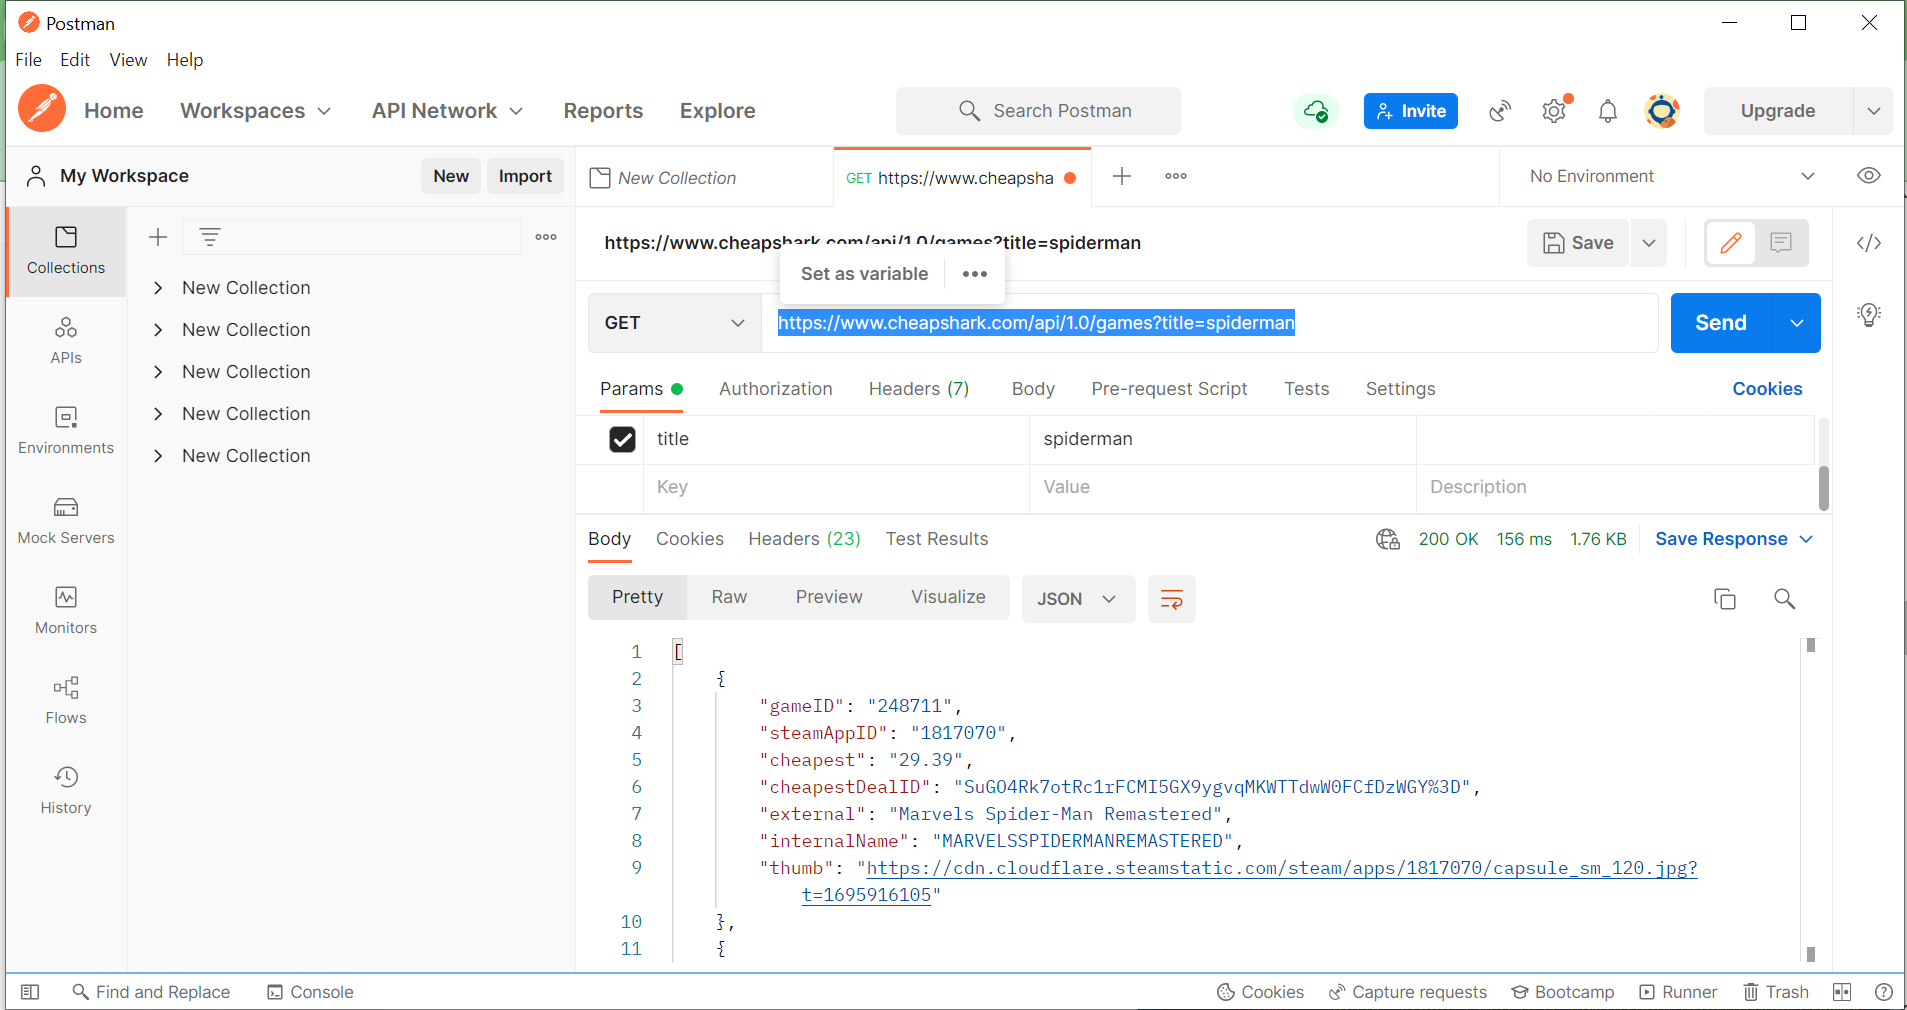 Postman
File Edit View Help
Home Workspaces API Network Reports Explore Search Postman Invite Upgrade
My Workspace New Import New Collection GET https://www.cheapsha No Environment
https://www.cheapshark.com/api/1.0/games?title=spiderman Save
Set as variable
GET https://www.cheapshark.com/api/1.0/games?title=spiderman Send
Params Authorization Headers (7) Body Pre-request Script Tests Settings Cookies
title spiderman
Key Value Description
Collections
APIs
Environments
Mock Servers
Monitors
Flows
History
New Collection
New Collection
New Collection
New Collection
New Collection
Body Cookies Headers (23) Test Results 200 OK 156 ms 1.76 KB Save Response
Pretty Raw Preview Visualize JSON
1 [
2 {
3 "gameID": "248711",
4 "steamAppID": "1817070",
5 "cheapest": "29.39",
6 "cheapestDealID": "SuGO4Rk7otRc1rFCMI5GX9ygvqMKWTTdwW0FCfDzWGY%3D",
7 "external": "Marvels Spider-Man Remastered",
8 "internalName": "MARVELSSPIDERMANREMASTERED",
9 "thumb": "https://cdn.cloudflare.steamstatic.com/steam/apps/1817070/capsule_sm_120.jpg?
t=1695916105"
10 },
11 {
Find and Replace Console Cookies Capture requests Bootcamp Runner Trash